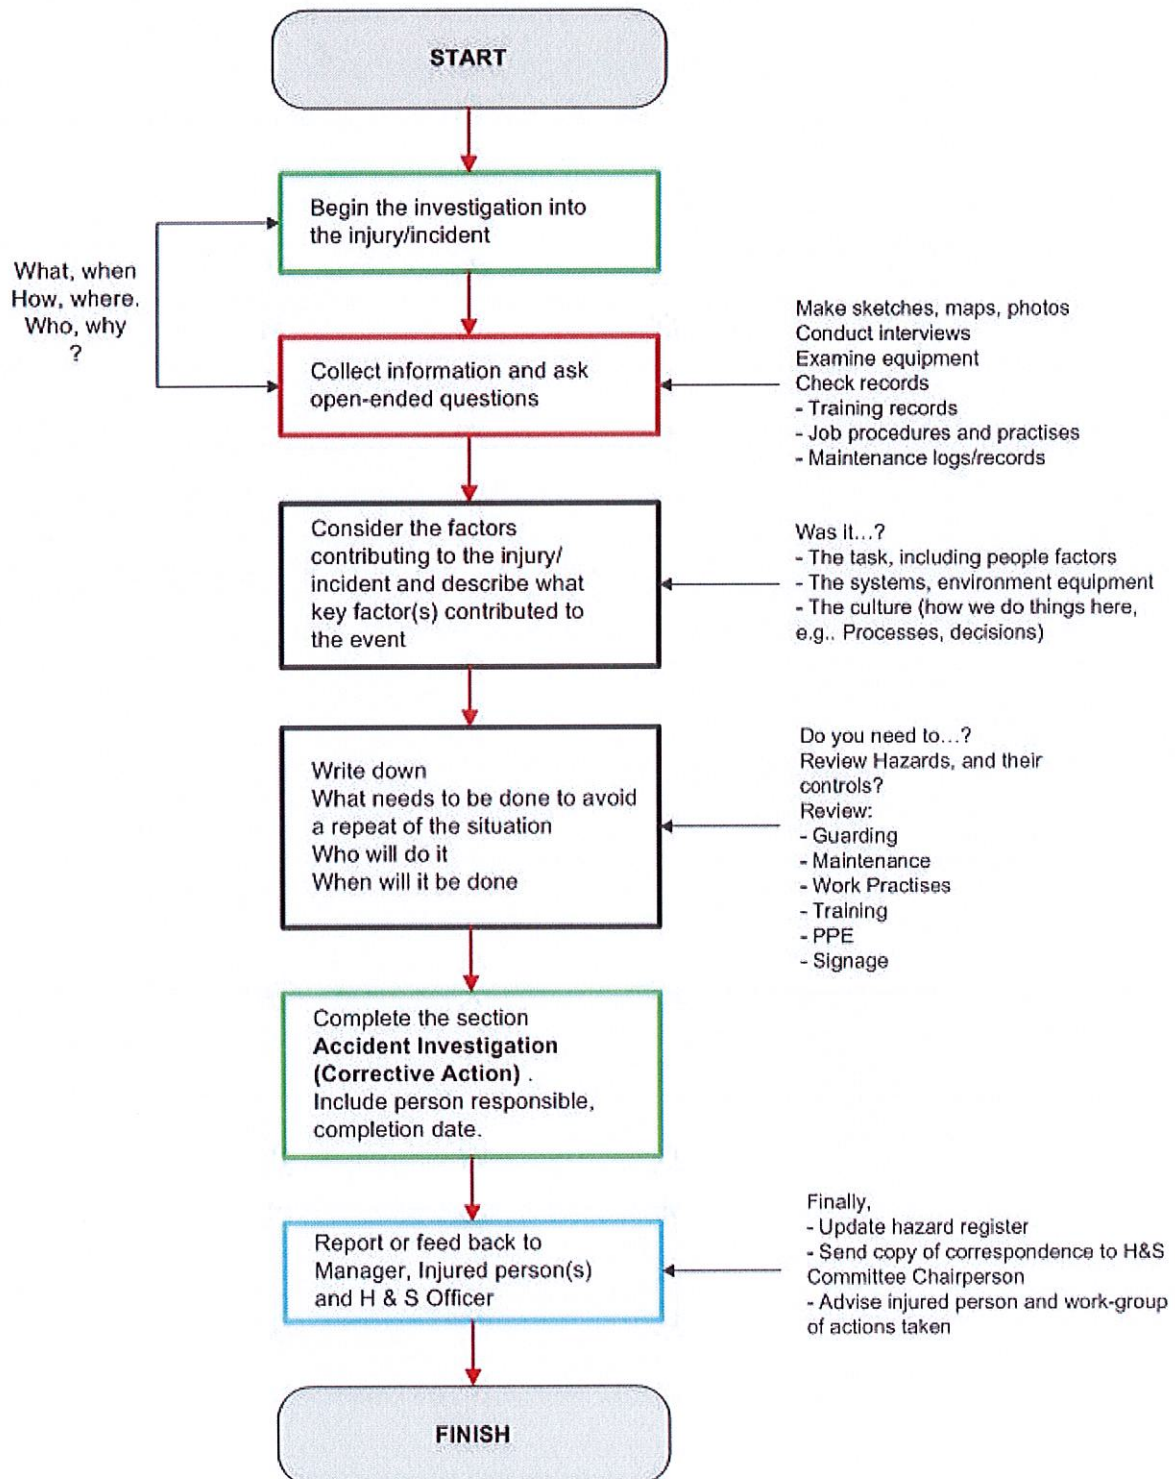 START
Begin the investigation into
the injury/incident
What, when
How, where.
Who, why
?
Collect information and ask
open-ended questions
Make sketches, maps, photos
Conduct interviews
Examine equipment
Check records
- Training records
- Job procedures and practises
- Maintenance logs/records
Consider the factors
contributing to the injury/
incident and describe what
key factor(s) contributed to
the event
Was it...?
- The task, including people factors
- The systems, environment equipment
- The culture (how we do things here,
e.g.. Processes, decisions)
Write down
What needs to be done to avoid
a repeat of the situation
Who will do it
When will it be done
Do you need to...?
Review Hazards, and their
controls?
Review:
- Guarding
- Maintenance
- Work Practises
- Training
- PPE
- Signage
Complete the section
Accident Investigation
(Corrective Action) .
Include person responsible,
completion date.
Report or feed back to
Manager, Injured person(s)
and H & S Officer
Finally,
- Update hazard register
- Send copy of correspondence to H&S
Committee Chairperson
- Advise injured person and work-group
of actions taken
FINISH